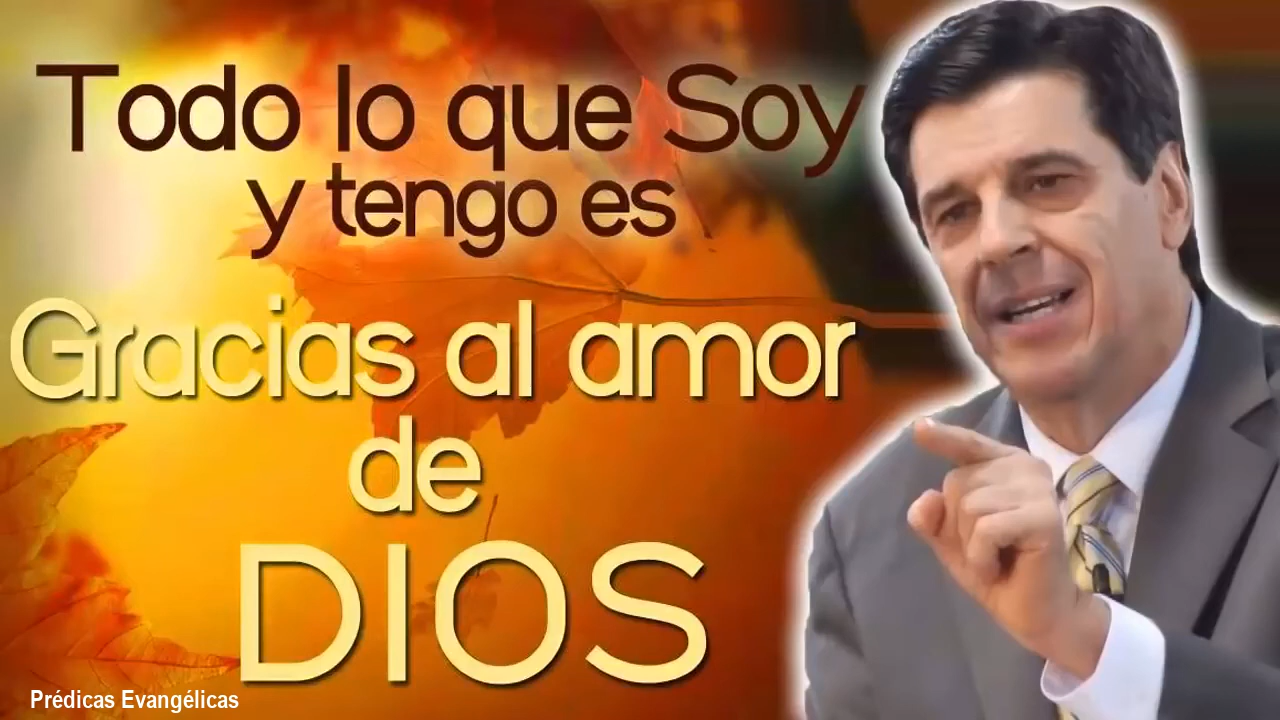 Todo lo que Soy
y tengo es
Gracias al amor
de
DIOS
Prédicas Evangélicas